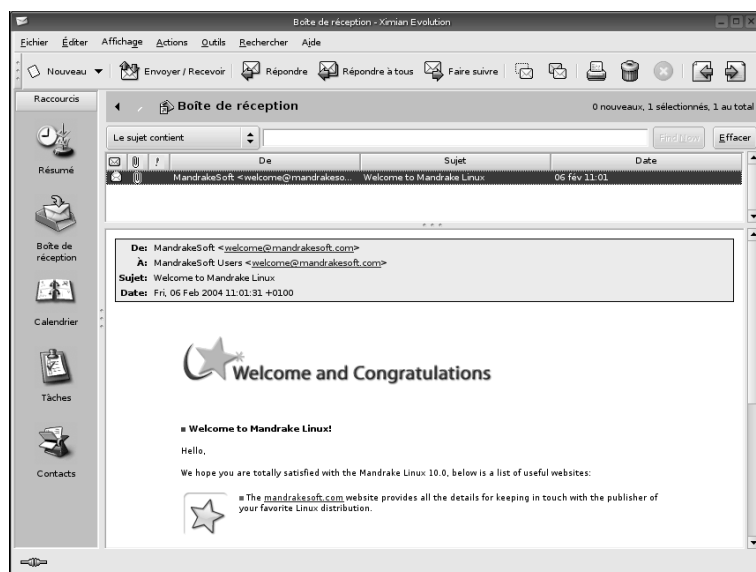 Boîte de réception - Ximian Evolution
Fichier Éditer Affichage Actions Outils Rechercher Aide
Nouveau Envoyer / Recevoir Répondre Répondre à tous Faire suivre
Raccourcis
Boîte de réception 0 nouveaux, 1 sélectionnés, 1 au total
Le sujet contient Find Now Effacer
! De Sujet Date
MandrakeSoft <welcome@mandrakeso... Welcome to Mandrake Linux 06 fév 11:01
Résumé
Boîte de
réception
Calendrier
Tâches
Contacts
De: MandrakeSoft <welcome@mandrakesoft.com>
À: MandrakeSoft Users <welcome@mandrakesoft.com>
Sujet: Welcome to Mandrake Linux
Date: Fri, 06 Feb 2004 11:01:31 +0100
Welcome and Congratulations
Welcome to Mandrake Linux!
Hello,
We hope you are totally satisfied with the Mandrake Linux 10.0, below is a list of useful websites:
The mandrakesoft.com website provides all the details for keeping in touch with the publisher of
your favorite Linux distribution.